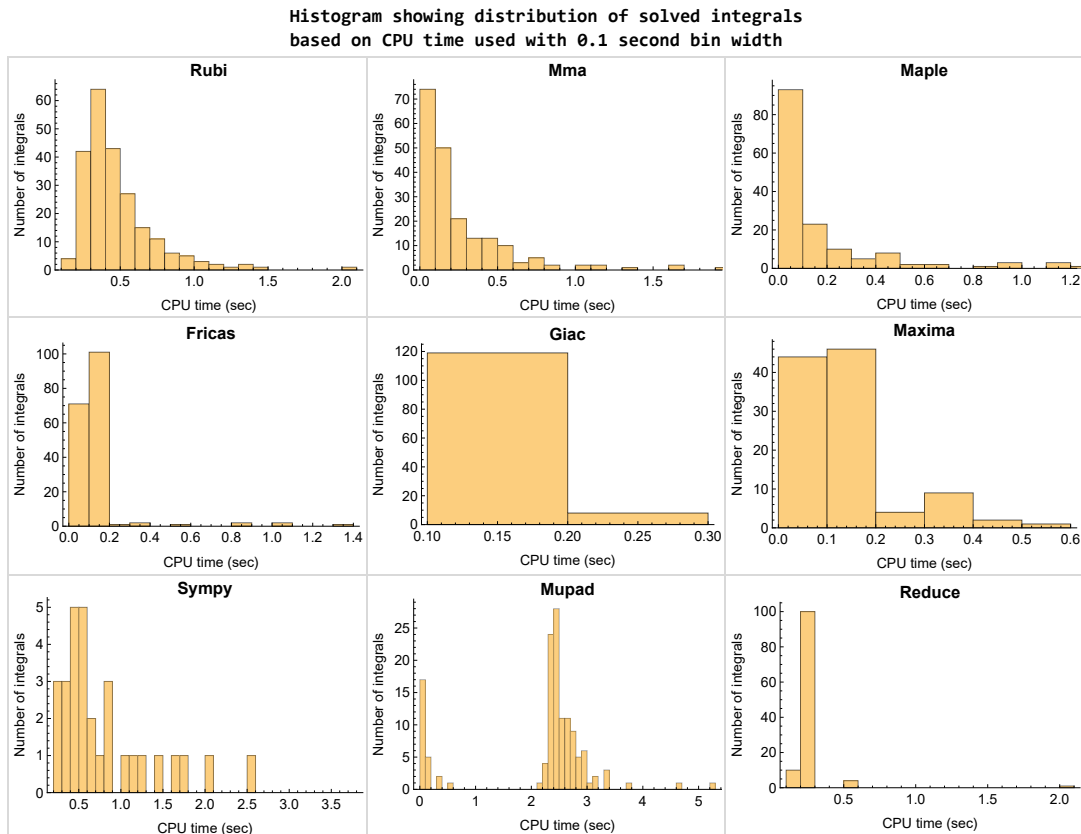 Histogram showing distribution of solved integrals
based on CPU time used with 0.1 second bin width
Rubi
Number of integrals
60
50
40
30
20
10
0
0.5 1.0 1.5 2.0
CPU time (sec)
Mma
Number of integrals
70
60
50
40
30
20
10
0
0.0 0.5 1.0 1.5
CPU time (sec)
Maple
Number of integrals
80
60
40
20
0
0.0 0.2 0.4 0.6 0.8 1.0 1.2
CPU time (sec)
Fricas
Number of integrals
100
80
60
40
20
0
0.0 0.2 0.4 0.6 0.8 1.0 1.2 1.4
CPU time (sec)
Giac
Number of integrals
120
100
80
60
40
20
0
0.10 0.15 0.20 0.25 0.30
CPU time (sec)
Maxima
Number of integrals
40
30
20
10
0
0.0 0.1 0.2 0.3 0.4 0.5 0.6
CPU time (sec)
Sympy
Number of integrals
5
4
3
2
1
0
0.5 1.0 1.5 2.0 2.5 3.0 3.5
CPU time (sec)
Mupad
Number of integrals
25
20
15
10
5
0
0 1 2 3 4 5
CPU time (sec)
Reduce
Number of integrals
100
80
60
40
20
0
0.5 1.0 1.5 2.0
CPU time (sec)